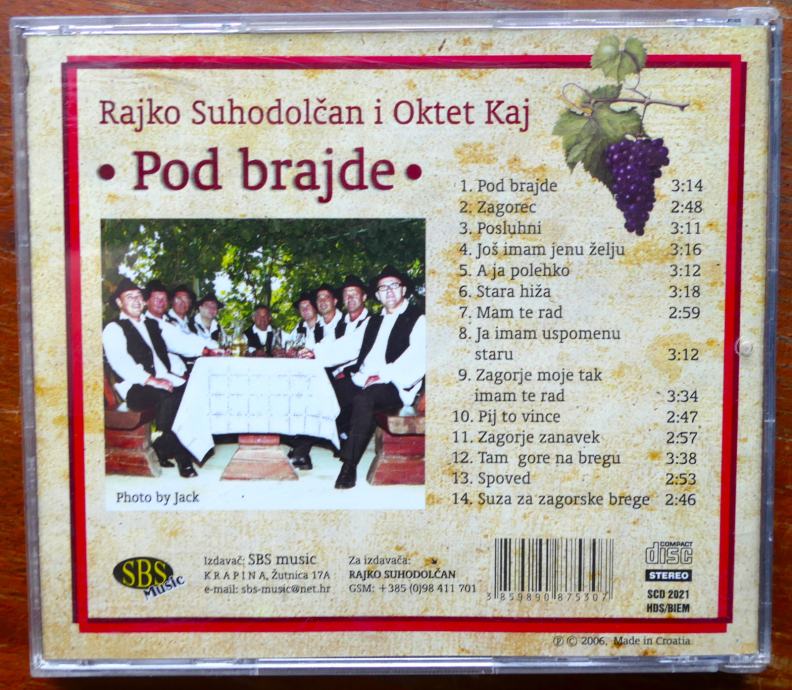 Rajko Suhodolčan i Oktet Kaj
• Pod brajde •
1. Pod brajde 3:14
2. Zagorec 2:48
3. Posluhni 3:11
4. Još imam jenu želju 3:16
5. A ja polehko 3:12
6. Stara hiža 3:18
7. Mam te rad 2:59
8. Ja imam uspomenu
staru 3:12
9. Zagorje moje tak
imam te rad 3:34
10. Pij to vince 2:47
11. Zagorje zanavek 2:57
12. Tam gore na bregu 3:38
13. Spoved 2:53
14. Suza za zagorske brege 2:46
Photo by Jack
SBS
Music
Izdavač: SBS music
KRAPINA, Žutnica 17A
e-mail: sbs-music@net.hr
Za izdavača:
RAJKO SUHODOLČAN
GSM: +385 (0)98 411 701
3859890875307
COMPACT
disc
STEREO
SCD 2021
HDS/BIEM
Ⓟ © 2006. Made in Croatia